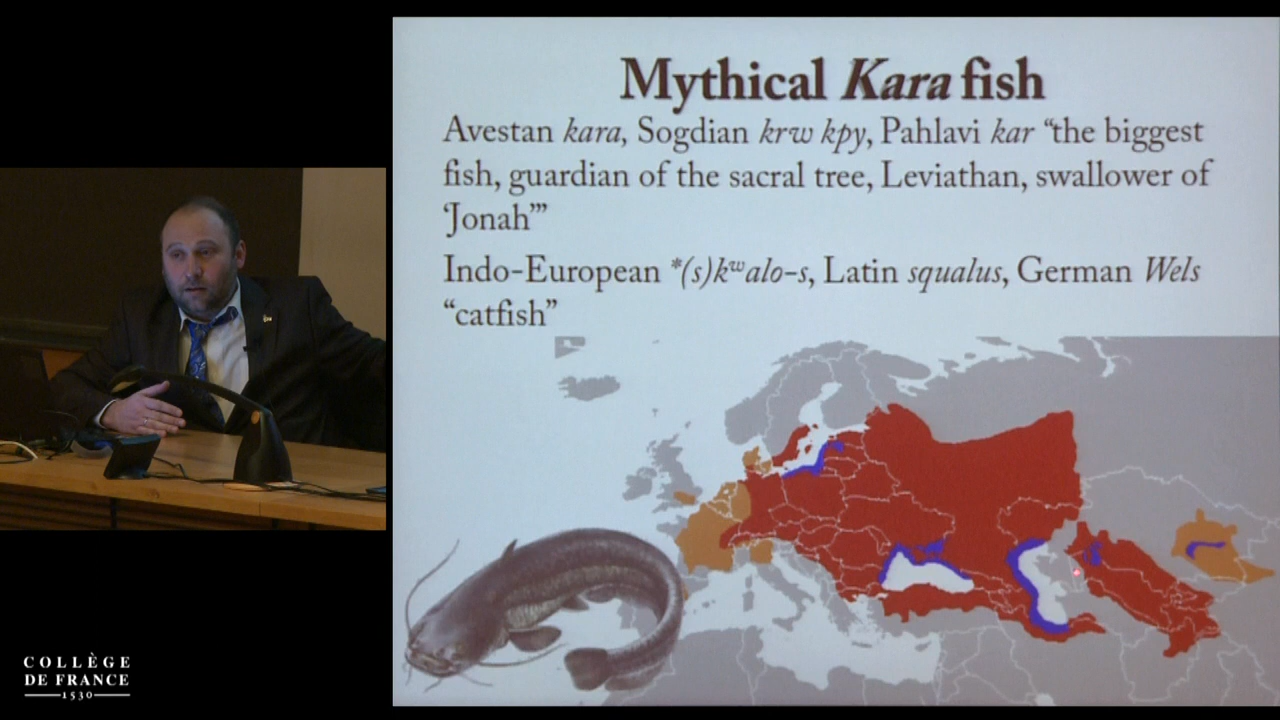 Mythical Kara fish
Avestan kara, Sogdian krw kpy, Pahlavi kar “the biggest
fish, guardian of the sacral tree, Leviathan, swallower of
‘Jonah’”
Indo-European *(s)kʷalo-s, Latin squalus, German Wels
“catfish”
COLLÈGE
DE FRANCE
1530